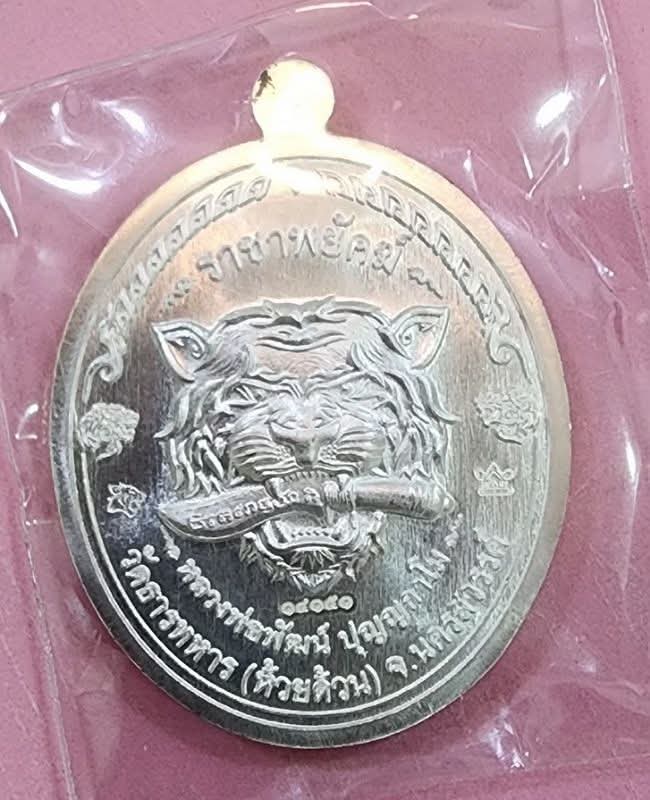 ราชาพยัคฆ์
๑๔๑๕๑
หลวงพ่อพัฒน์ ปุญฺญกาโม
วัดธารทหาร (ห้วยด้วน) จ.นครสวรรค์